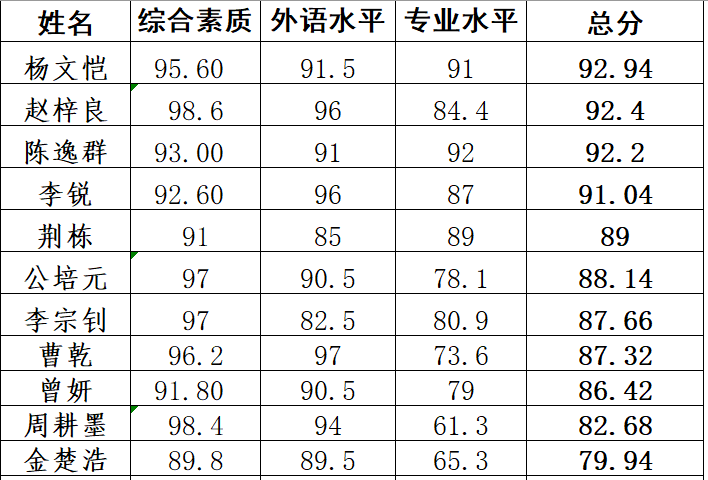 姓名 综合素质 外语水平 专业水平 总分
杨文恺 95.60 91.5 91 92.94
赵梓良 98.6 96 84.4 92.4
陈逸群 93.00 91 92 92.2
李锐 92.60 96 87 91.04
荆栋 91 85 89 89
公培元 97 90.5 78.1 88.14
李宗钊 97 82.5 80.9 87.66
曹乾 96.2 97 73.6 87.32
曾妍 91.80 90.5 79 86.42
周耕墨 98.4 94 61.3 82.68
金楚浩 89.8 89.5 65.3 79.94